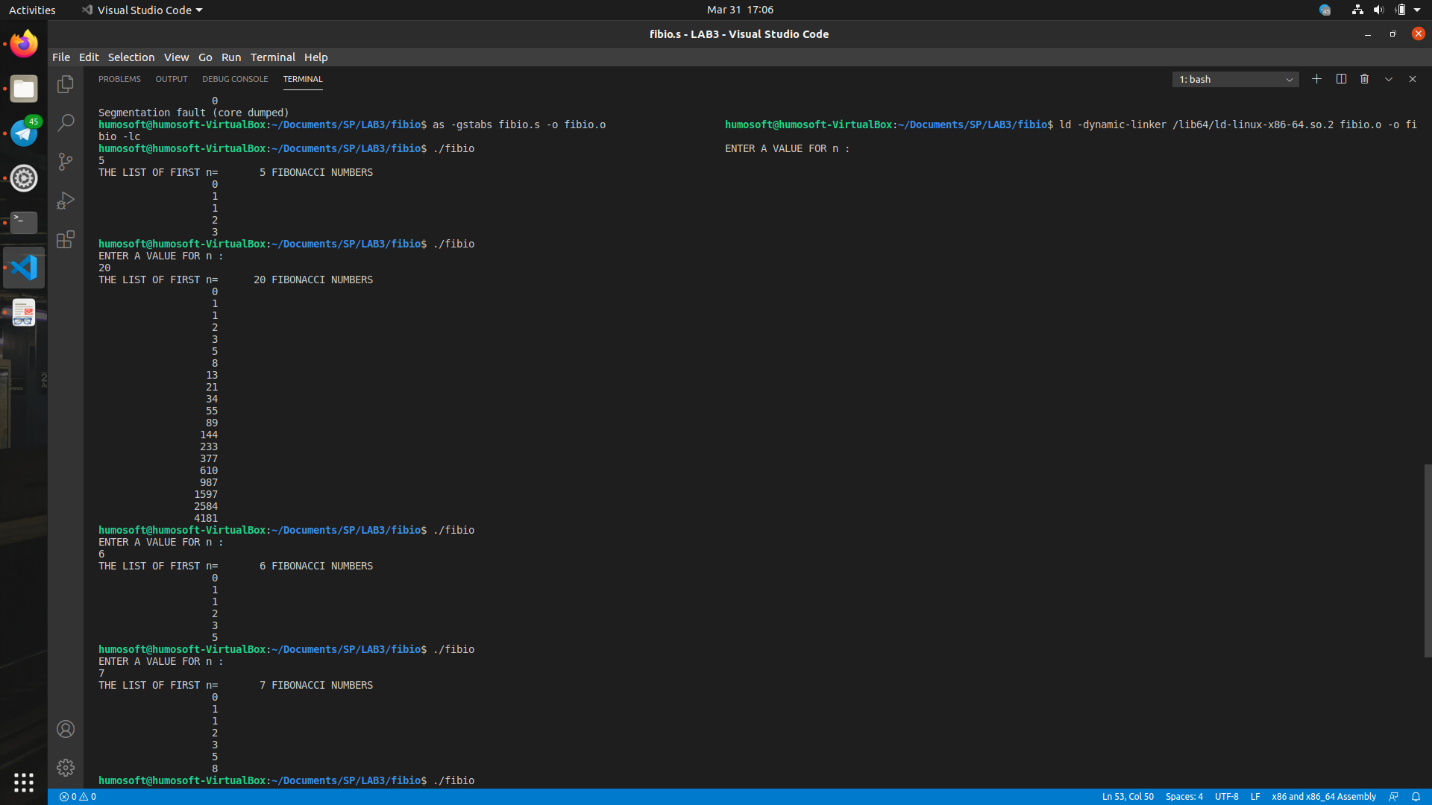 Activities Visual Studio Code Mar 31 17:06
fibio.s - LAB3 - Visual Studio Code
File Edit Selection View Go Run Terminal Help
PROBLEMS OUTPUT DEBUG CONSOLE TERMINAL 1: bash
45
0
Segmentation fault (core dumped)
humosoft@humosoft-VirtualBox:~/Documents/SP/LAB3/fibio$ as -gstabs fibio.s -o fibio.o humosoft@humosoft-VirtualBox:~/Documents/SP/LAB3/fibio$ ld -dynamic-linker /lib64/ld-linux-x86-64.so.2 fibio.o -o fi
bio -lc
humosoft@humosoft-VirtualBox:~/Documents/SP/LAB3/fibio$ ./fibio ENTER A VALUE FOR n :
5
THE LIST OF FIRST n= 5 FIBONACCI NUMBERS
0
1
1
2
3
humosoft@humosoft-VirtualBox:~/Documents/SP/LAB3/fibio$ ./fibio
ENTER A VALUE FOR n :
20
THE LIST OF FIRST n= 20 FIBONACCI NUMBERS
0
1
1
2
3
5
8
13
21
34
55
89
144
233
377
610
987
1597
2584
4181
humosoft@humosoft-VirtualBox:~/Documents/SP/LAB3/fibio$ ./fibio
ENTER A VALUE FOR n :
6
THE LIST OF FIRST n= 6 FIBONACCI NUMBERS
0
1
1
2
3
5
humosoft@humosoft-VirtualBox:~/Documents/SP/LAB3/fibio$ ./fibio
ENTER A VALUE FOR n :
7
THE LIST OF FIRST n= 7 FIBONACCI NUMBERS
0
1
1
2
3
5
8
humosoft@humosoft-VirtualBox:~/Documents/SP/LAB3/fibio$ ./fibio
0 0 Ln 53, Col 50 Spaces: 4 UTF-8 LF x86 and x86_64 Assembly